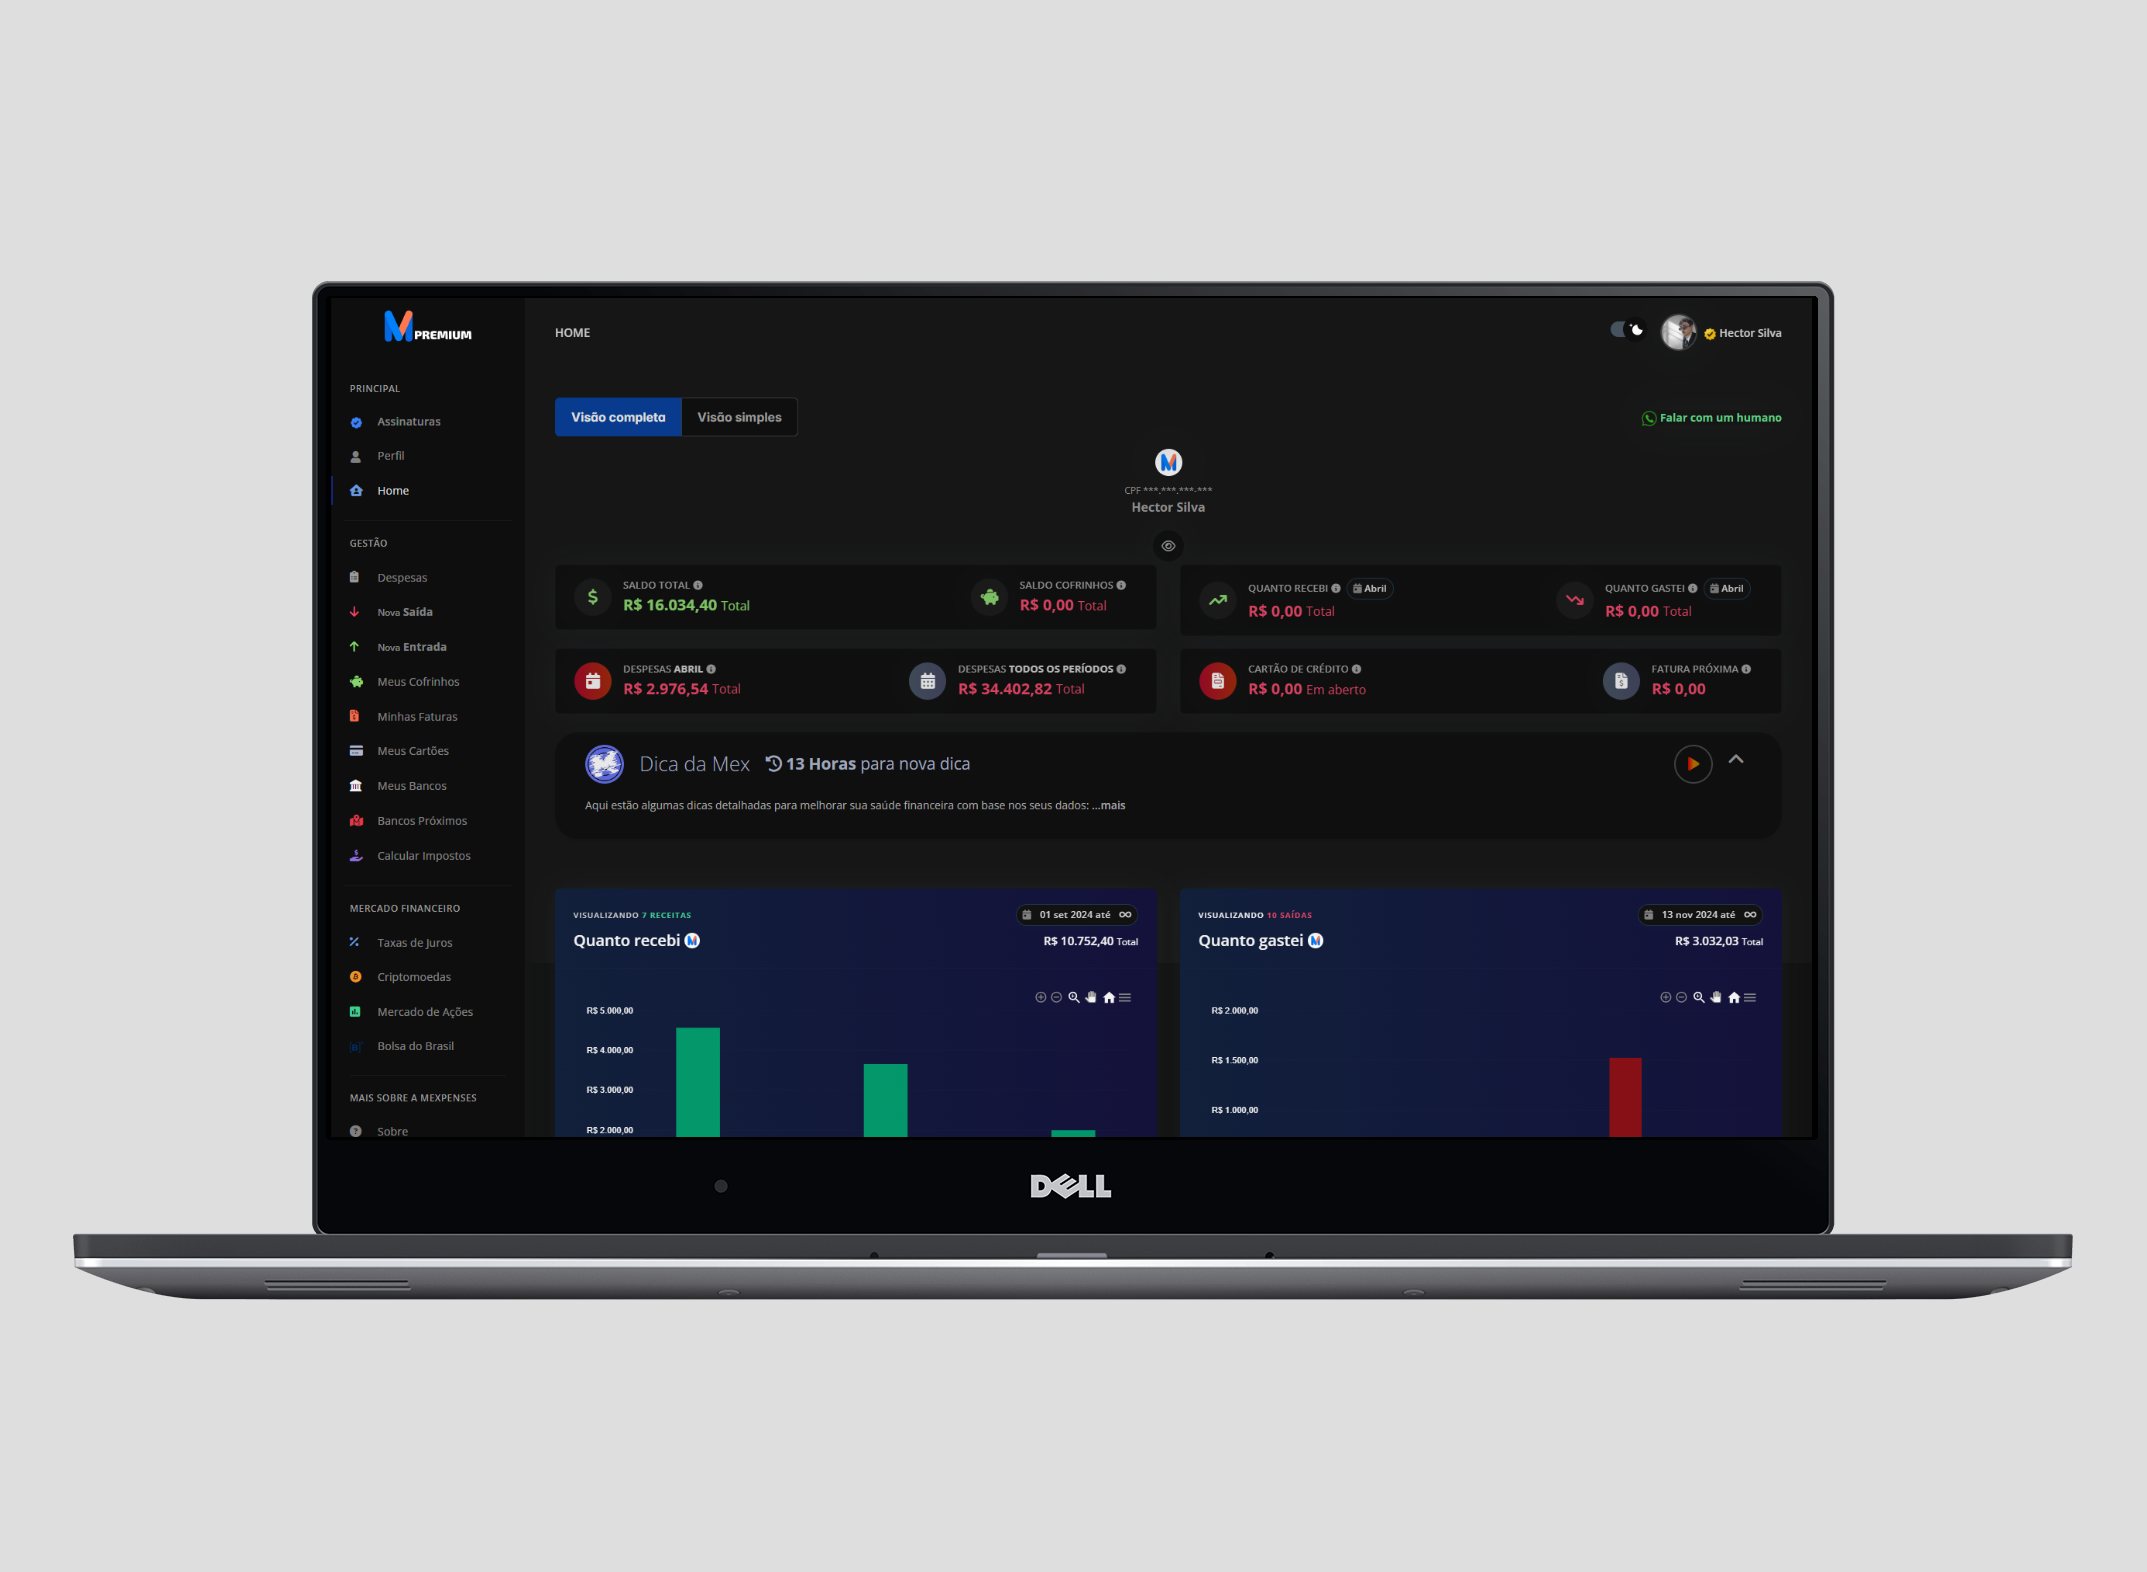 M PREMIUM
PRINCIPAL
Assinaturas
Perfil
Home
GESTÃO
Despesas
Nova Saída
Nova Entrada
Meus Cofrinhos
Minhas Faturas
Meus Cartões
Meus Bancos
Bancos Próximos
Calcular Impostos
MERCADO FINANCEIRO
Taxas de Juros
Criptomoedas
Mercado de Ações
Bolsa do Brasil
MAIS SOBRE A MEXPENSES
Sobre
HOME
Hector Silva
Visão completa
Visão simples
Falar com um humano
CPF ***.***.***-***
Hector Silva
SALDO TOTAL
R$ 16.034,40 Total
SALDO COFRINHOS
R$ 0,00 Total
QUANTO RECEBI Abril
R$ 0,00 Total
QUANTO GASTEI Abril
R$ 0,00 Total
DESPESAS ABRIL
R$ 2.976,54 Total
DESPESAS TODOS OS PERÍODOS
R$ 34.402,82 Total
CARTÃO DE CRÉDITO
R$ 0,00 Em aberto
FATURA PRÓXIMA
R$ 0,00
Dica da Mex 13 Horas para nova dica
Aqui estão algumas dicas detalhadas para melhorar sua saúde financeira com base nos seus dados: ...mais
VISUALIZANDO 7 RECEITAS
01 set 2024 até ∞
Quanto recebi
R$ 10.752,40 Total
R$ 5.000,00
R$ 4.000,00
R$ 3.000,00
R$ 2.000,00
VISUALIZANDO 10 SAÍDAS
13 nov 2024 até ∞
Quanto gastei
R$ 3.032,03 Total
R$ 2.000,00
R$ 1.500,00
R$ 1.000,00
DELL